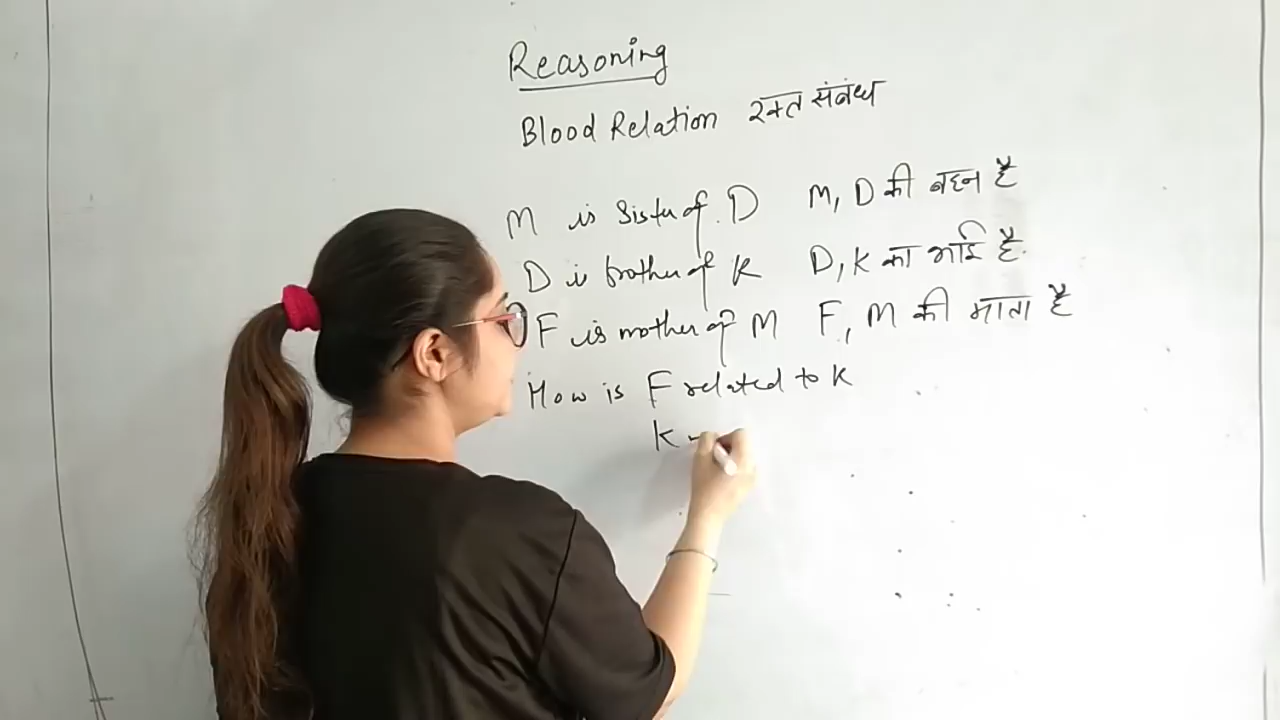 Reasoning
Blood Relation रक्त संबंध
M is Sister of D M, D की बहन है
D is brother of K D, K का भाई है.
F is mother of M F, M की माता है
How is F related to K
K